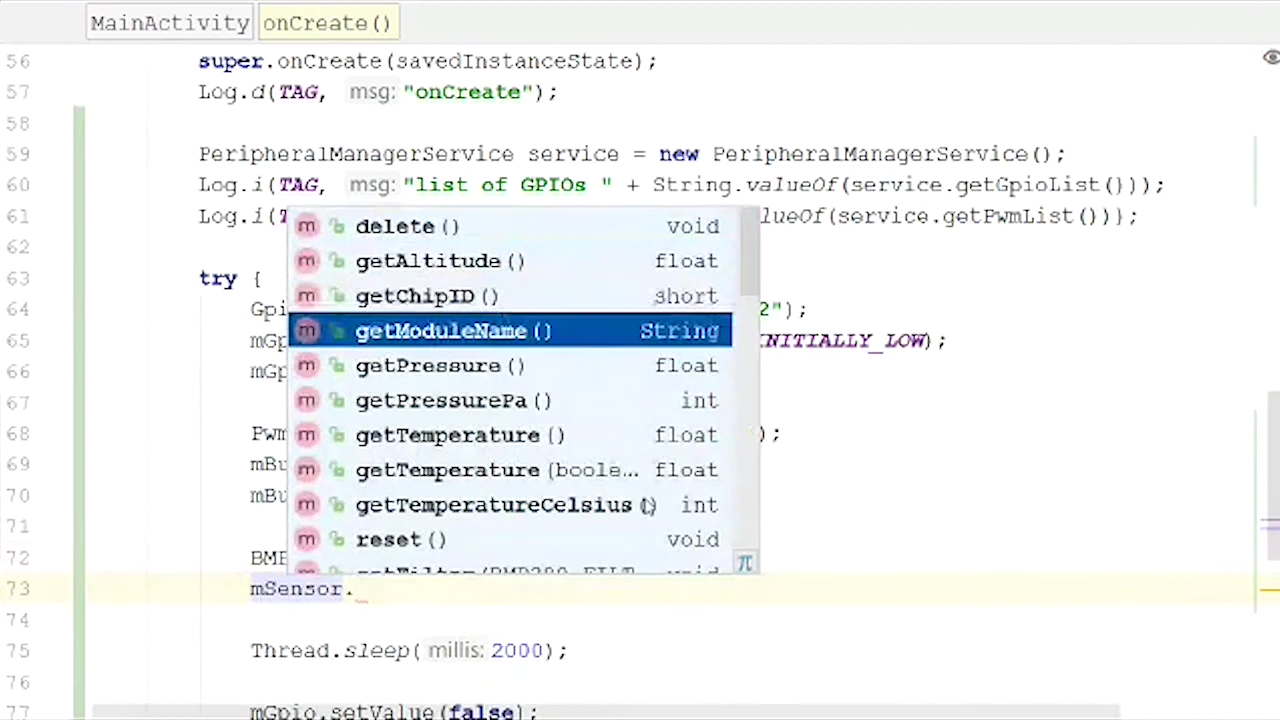 MainActivity onCreate()
56 super.onCreate(savedInstanceState);
57 Log.d(TAG, msg: "onCreate");
58
59 PeripheralManagerService service = new PeripheralManagerService();
60 Log.i(TAG, msg: "list of GPIOs " + String.valueOf(service.getGpioList()));
61 Log.i(T lueOf(service.getPwmList()));
delete() void
62
getAltitude() float
63 try {
getChipID() short
64 Gpi 2");
getModuleName() String
65 mGp NITIALLY_LOW);
getPressure() float
66 mGp
getPressurePa() int
67
68 Pwm );
getTemperature() float
69 mBu
getTemperature(boole... float
70 mBu
getTemperatureCelsius() int
71
reset() void
72 BME
π
73 mSensor.
74
75 Thread.sleep( millis: 2000);
76
77 mGpio.setValue(false);